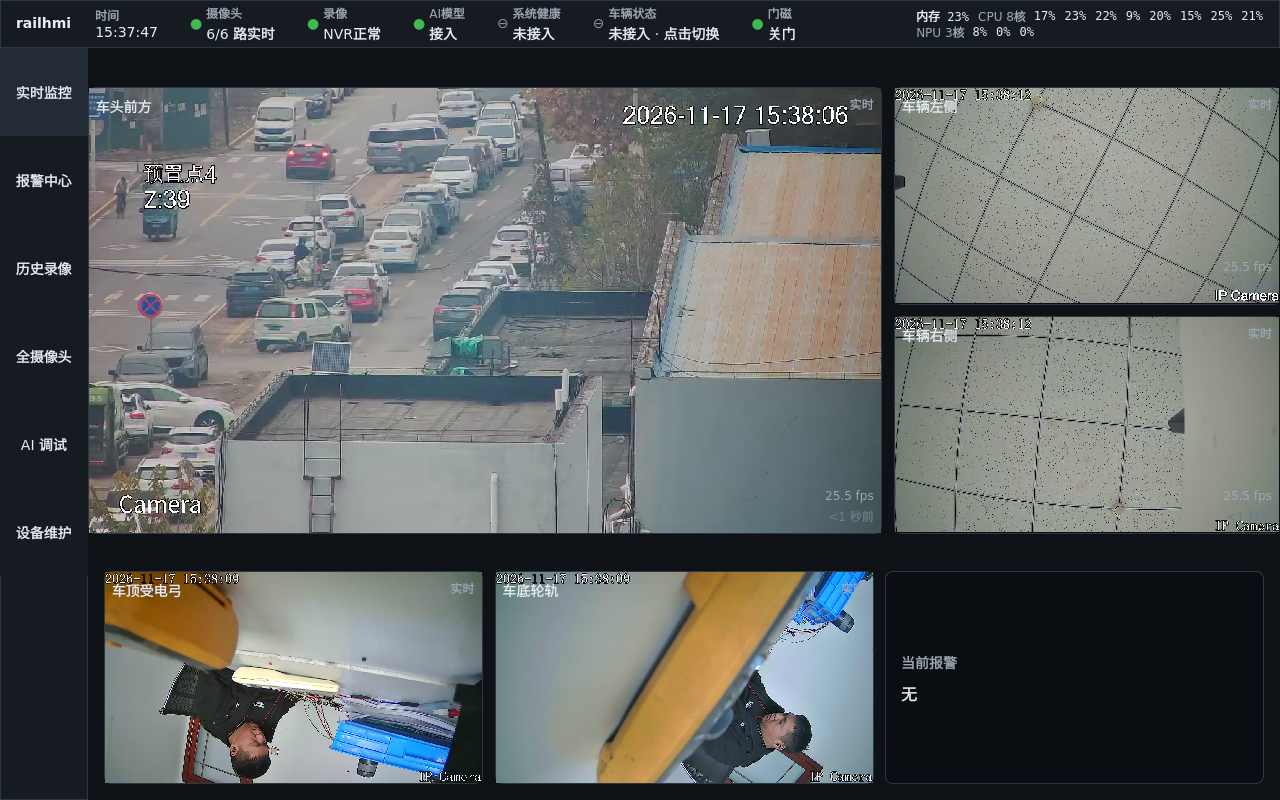 railhmi
时间
15:37:47
摄像头
6/6 路实时
录像
NVR正常
AI模型
接入
系统健康
未接入
车辆状态
未接入 · 点击切换
门磁
关门
内存 23% CPU 8核 17% 23% 22% 9% 20% 15% 25% 21%
NPU 3核 8% 0% 0%
实时监控
报警中心
历史录像
全摄像头
AI 调试
设备维护
车头前方
2026-11-17 15:38:06
实时
预置点4
Z:39
Camera
25.5 fps
<1 秒前
2026-11-17 15:38:12
车辆左侧
实时
25.5 fps
IP Camera
2026-11-17 15:38:12
车辆右侧
实时
25.5 fps
<1 秒前
IP Camera
2026-11-17 15:38:09
车顶受电弓
实时
IP Camera
2026-11-17 15:38:09
车底轮轨
实时
IP Camera
当前报警
无